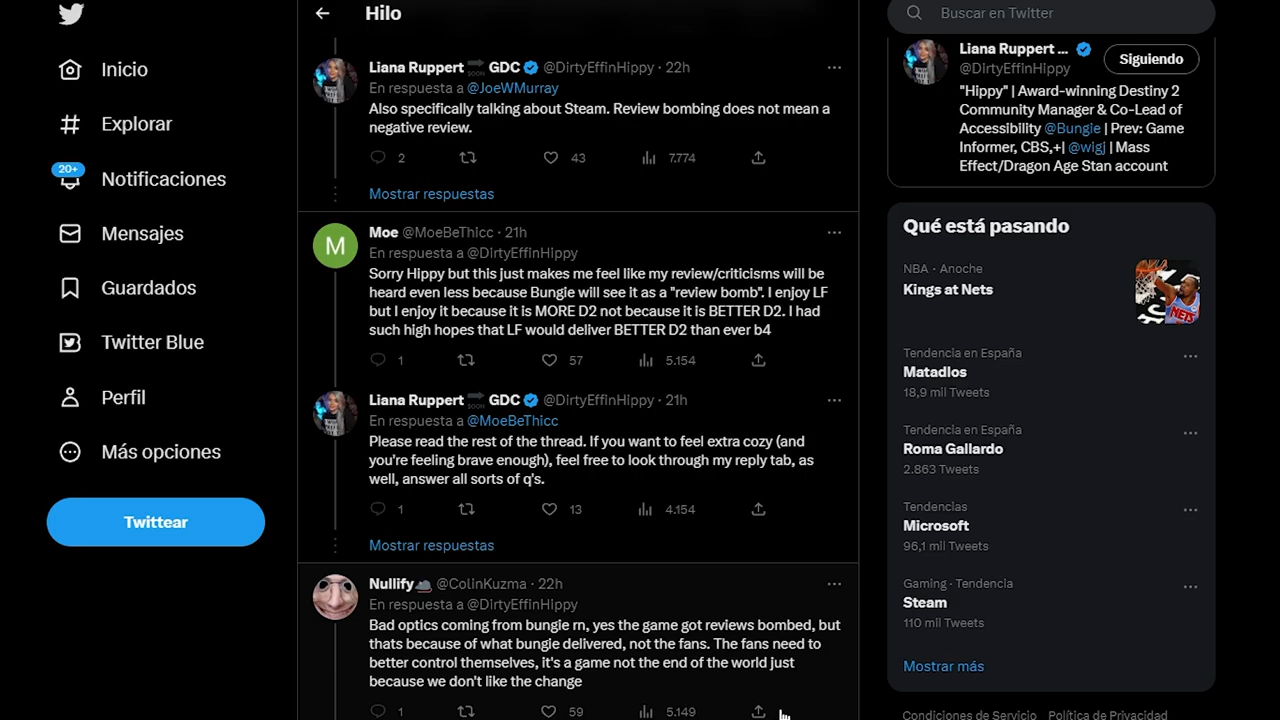 Inicio
Explorar
20+
Notificaciones
Mensajes
Guardados
Twitter Blue
Perfil
Más opciones
Twittear
Hilo
Liana Ruppert SOON GDC @DirtyEffinHippy · 22h
En respuesta a @JoeWMurray
Also specifically talking about Steam. Review bombing does not mean a
negative review.
2 43 7.774
Mostrar respuestas
M
Moe @MoeBeThicc · 21h
En respuesta a @DirtyEffinHippy
Sorry Hippy but this just makes me feel like my review/criticisms will be
heard even less because Bungie will see it as a "review bomb". I enjoy LF
but I enjoy it because it is MORE D2 not because it is BETTER D2. I had
such high hopes that LF would deliver BETTER D2 than ever b4
1 57 5.154
Liana Ruppert SOON GDC @DirtyEffinHippy · 21h
En respuesta a @MoeBeThicc
Please read the rest of the thread. If you want to feel extra cozy (and
you're feeling brave enough), feel free to look through my reply tab, as
well, answer all sorts of q's.
1 13 4.154
Mostrar respuestas
Nullify @ColinKuzma · 22h
En respuesta a @DirtyEffinHippy
Bad optics coming from bungie rn, yes the game got reviews bombed, but
thats because of what bungie delivered, not the fans. The fans need to
better control themselves, it's a game not the end of the world just
because we don't like the change
1 59 5.149
Buscar en Twitter
Liana Ruppert ...
@DirtyEffinHippy
Siguiendo
"Hippy" | Award-winning Destiny 2
Community Manager & Co-Lead of
Accessibility @Bungie | Prev: Game
Informer, CBS,+| @wigj | Mass
Effect/Dragon Age Stan account
Qué está pasando
NBA · Anoche
Kings at Nets
NETS
Tendencia en España
Matadlos
18,9 mil Tweets
Tendencia en España
Roma Gallardo
2.863 Tweets
Tendencias
Microsoft
96,1 mil Tweets
Gaming · Tendencia
Steam
110 mil Tweets
Mostrar más
Condiciones de Servicio Política de Privacidad